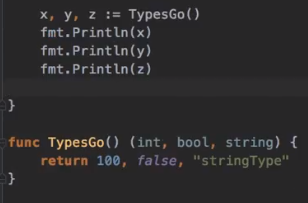 x, y, z := TypesGo()
fmt.Println(x)
fmt.Println(y)
fmt.Println(z)
}
func TypesGo() (int, bool, string) {
return 100, false, "stringType"
}